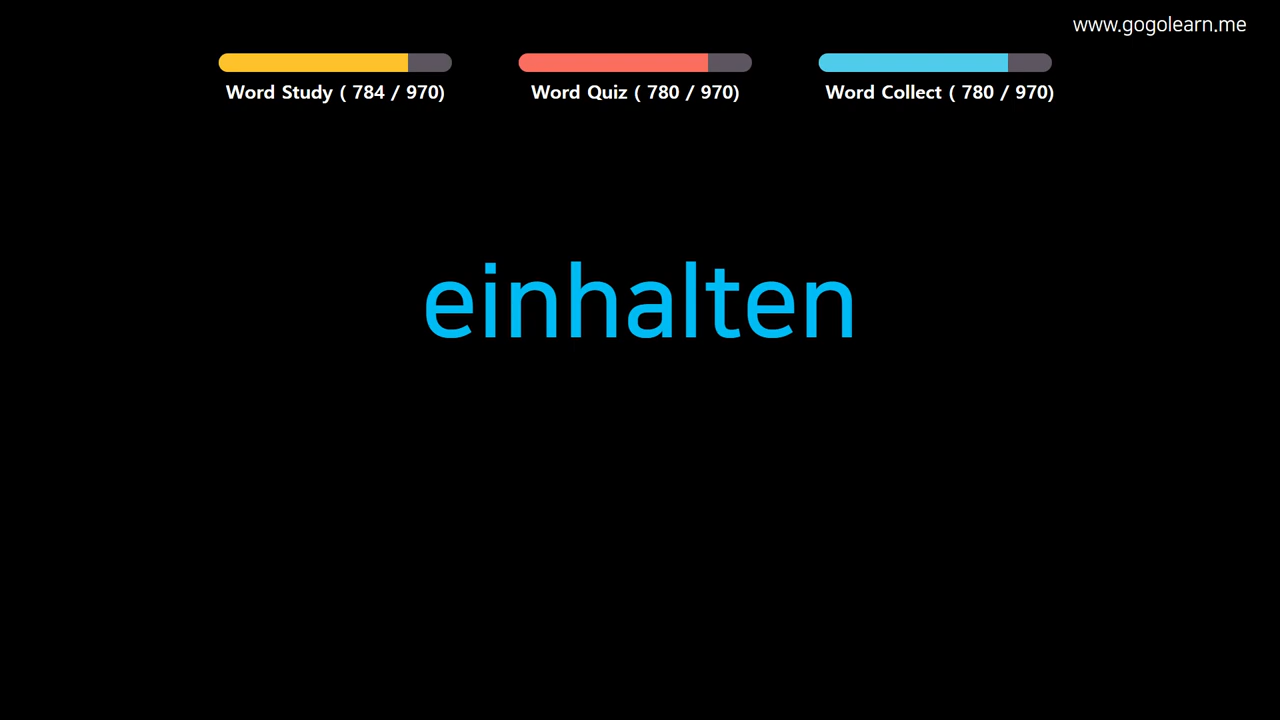 www.gogolearn.me
Word Study ( 784 / 970)
Word Quiz ( 780 / 970)
Word Collect ( 780 / 970)
einhalten